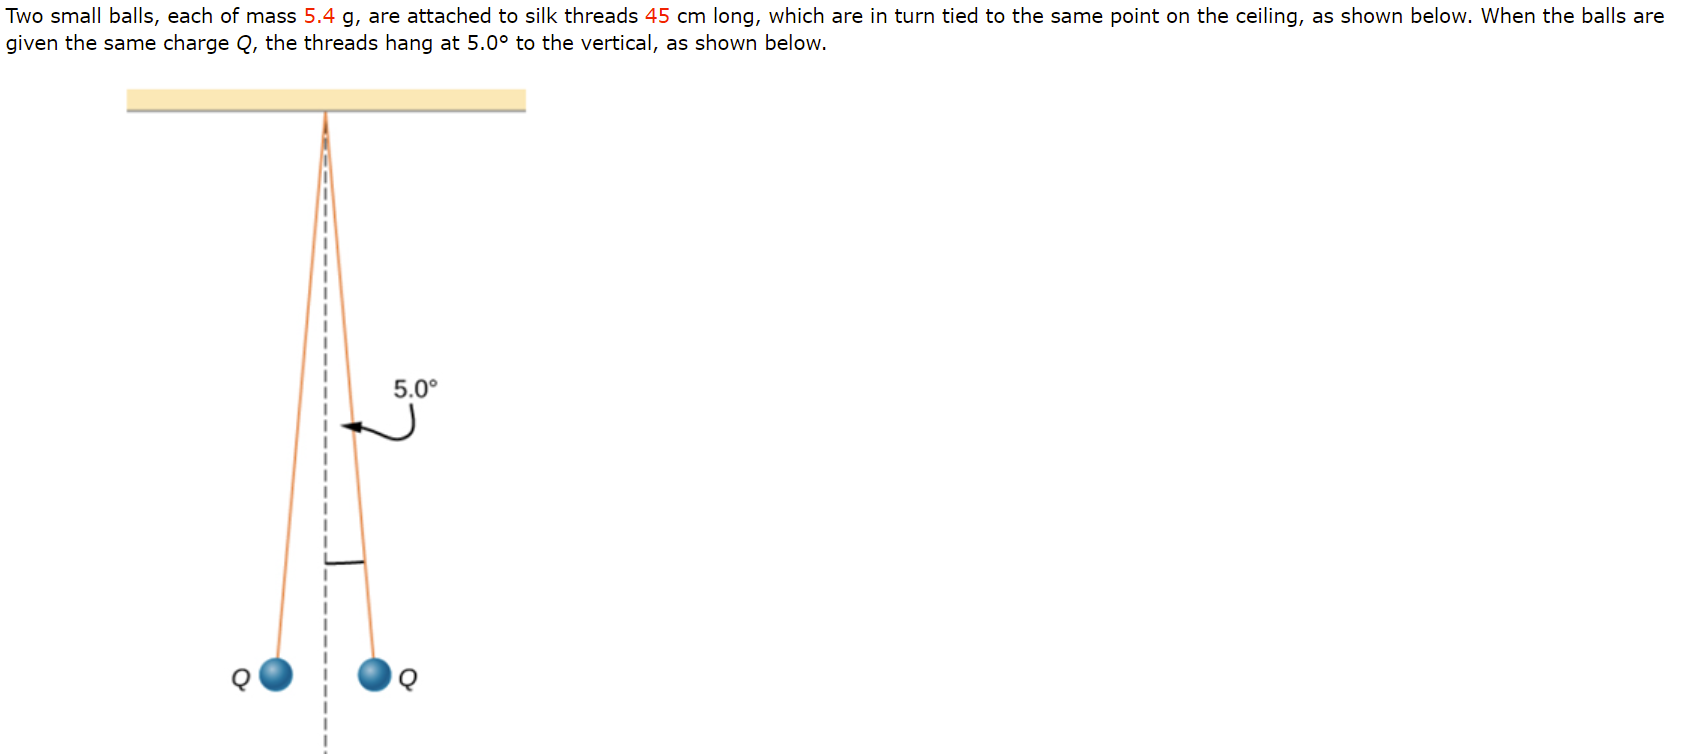 Two small balls, each of mass 5.4 g, are attached to silk threads 45 cm long, which are in turn tied to the same point on the ceiling, as shown below. When the balls are
given the same charge Q, the threads hang at 5.0° to the vertical, as shown below.
5.0°
Q
Q